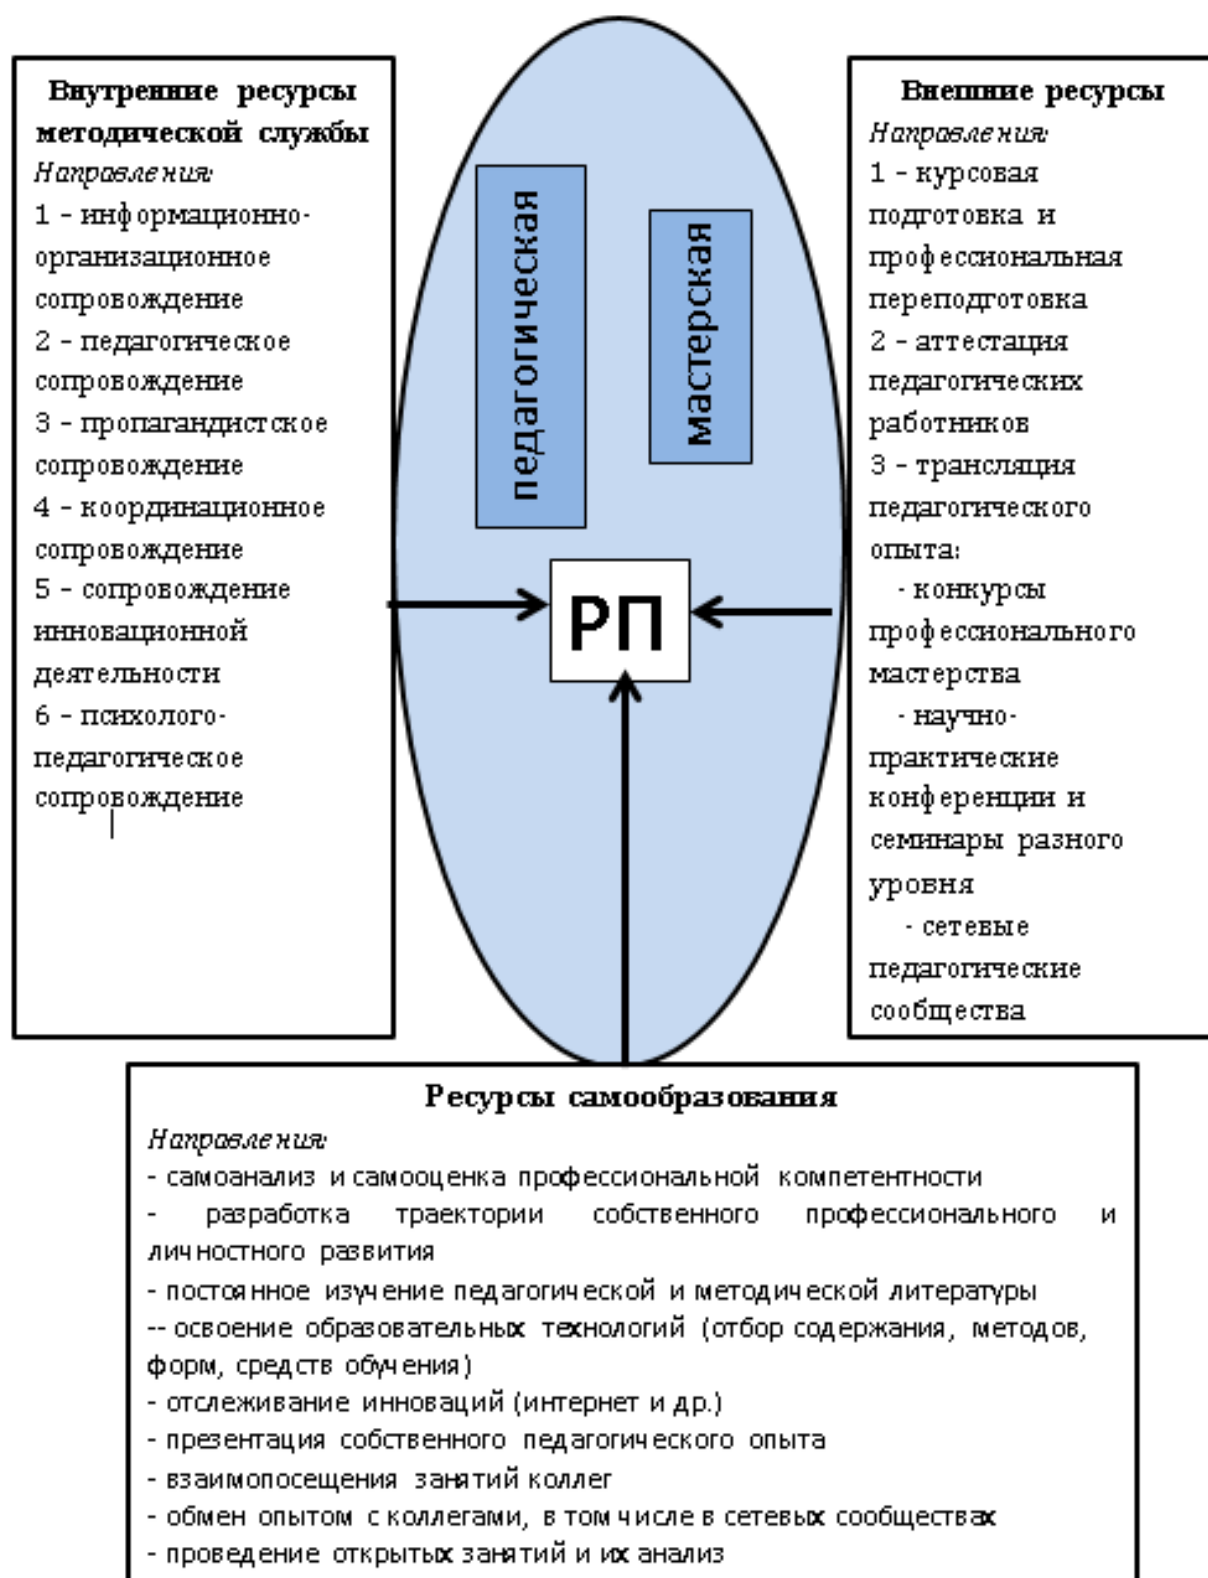 Внутренние ресурсы
методической службы
Направления:
1 – информационно-
организационное
сопровождение
2 – педагогическое
сопровождение
3 – пропагандистское
сопровождение
4 – координационное
сопровождение
5 – сопровождение
инновационной
деятельности
6 – психолого-
педагогическое
сопровождение
педагогическая
мастерская
РП
Внешние ресурсы
Направления:
1 – курсовая
подготовка и
профессиональная
переподготовка
2 – аттестация
педагогических
работников
3 – трансляция
педагогического
опыта:
- конкурсы
профессионального
мастерства
- научно-
практические
конференции и
семинары разного
уровня
- сетевые
педагогические
сообщества
Ресурсы самообразования
Направления:
- самоанализ и самооценка профессиональной компетентности
- разработка траектории собственного профессионального и
личностного развития
- постоянное изучение педагогической и методической литературы
-- освоение образовательных технологий (отбор содержания, методов,
форм, средств обучения)
- отслеживание инноваций (интернет и др.)
- презентация собственного педагогического опыта
- взаимопосещения занятий коллег
- обмен опытом с коллегами, в том числе в сетевых сообществах
- проведение открытых занятий и их анализ